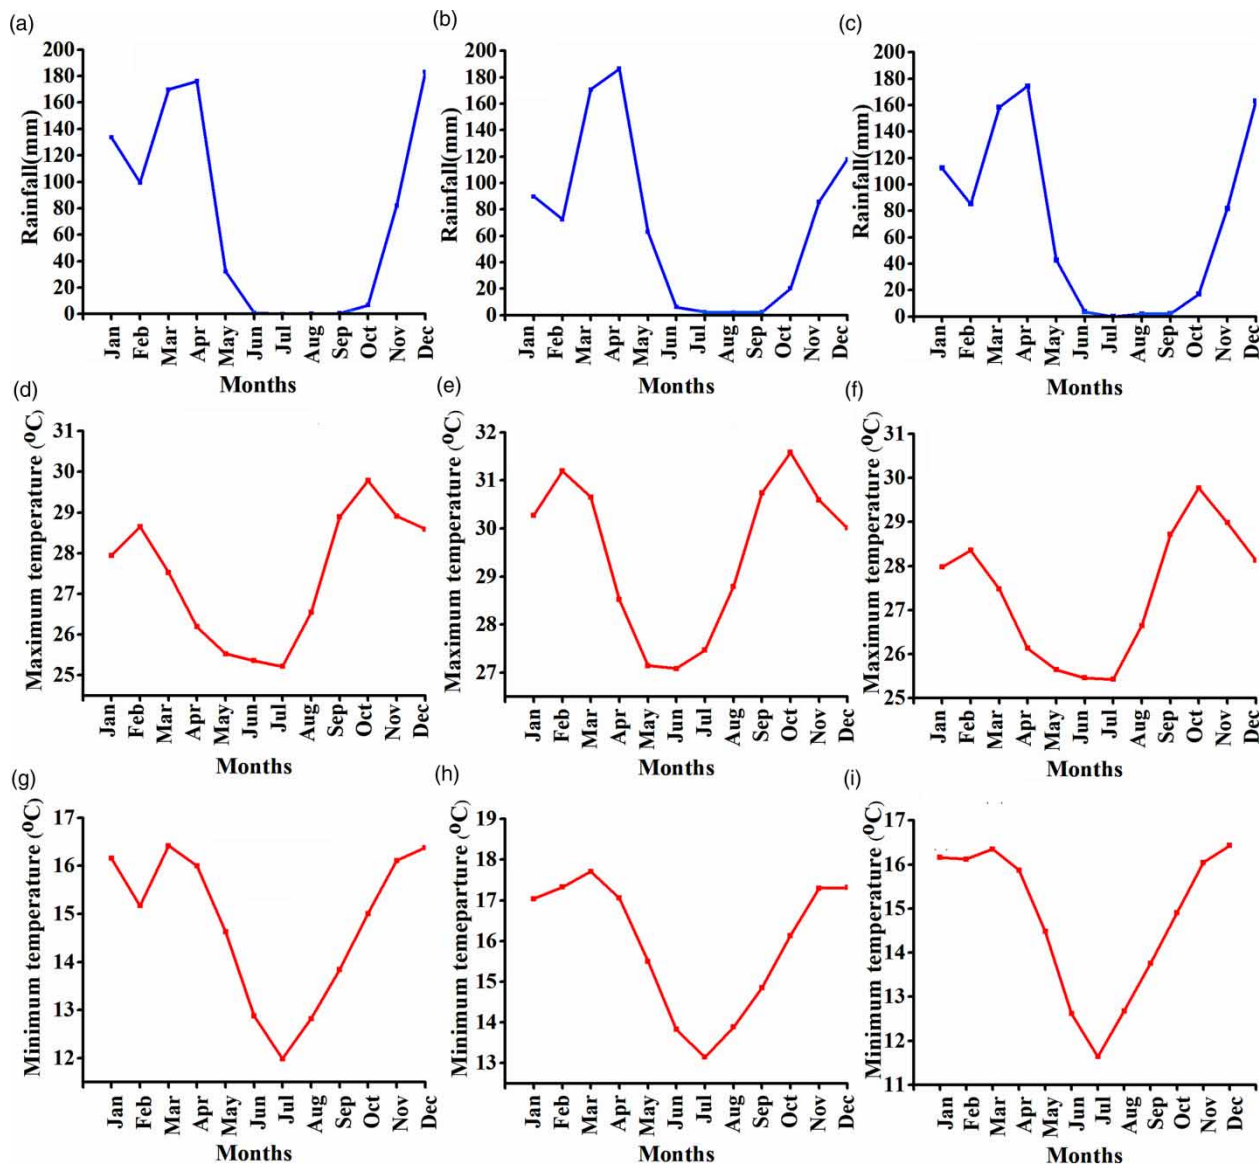 (a)
Rainfall(mm)
200
180
160
140
120
100
80
60
40
20
0
Jan Feb Mar Apr May Jun Jul Aug Sep Oct Nov Dec
Months
(b)
Rainfall(mm)
200
180
160
140
120
100
80
60
40
20
0
Jan Feb Mar Apr May Jun Jul Aug Sep Oct Nov Dec
Months
(c)
Rainfall(mm)
200
180
160
140
120
100
80
60
40
20
0
Jan Feb Mar Apr May Jun Jul Aug Sep Oct Nov Dec
Months
(d)
Maximum temperature (⁰C)
31
30
29
28
27
26
25
Jan Feb Mar Apr May Jun Jul Aug Sep Oct Nov Dec
Months
(e)
Maximum temperature (⁰C)
32
31
30
29
28
27
Jan Feb Mar Apr May Jun Jul Aug Sep Oct Nov Dec
Months
(f)
Maximum temperature (⁰C)
31
30
29
28
27
26
25
Jan Feb Mar Apr May Jun Jul Aug Sep Oct Nov Dec
Months
(g)
Minimum temperature (⁰C)
17
16
15
14
13
12
Jan Feb Mar Apr May Jun Jul Aug Sep Oct Nov Dec
Months
(h)
Minimum temeparture (⁰C)
19
18
17
16
15
14
13
Jan Feb Mar Apr May Jun Jul Aug Sep Oct Nov Dec
Months
(i)
Minimum temperature (⁰C)
17
16
15
14
13
12
11
Jan Feb Mar Apr May Jun Jul Aug Sep Oct Nov Dec
Months